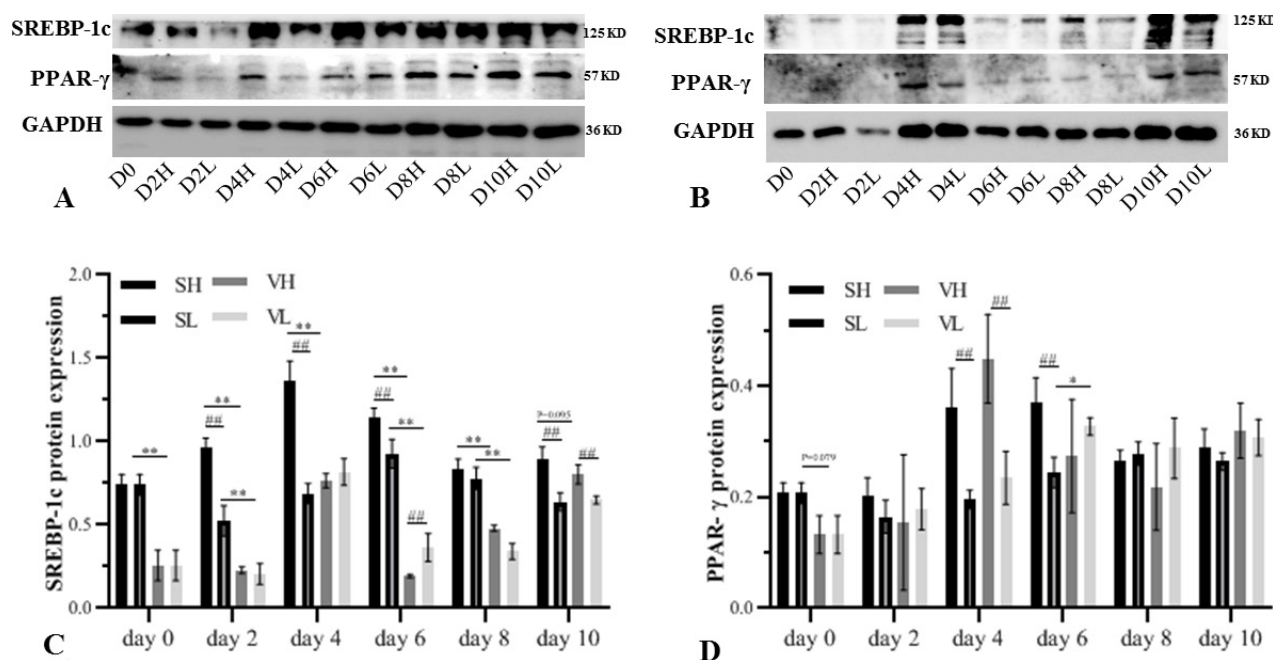 SREBP-1c
125 KD
PPAR-γ
57 KD
GAPDH
36 KD
D0 D2H D2L D4H D4L D6H D6L D8H D8L D10H D10L
A
SREBP-1c
125 KD
PPAR-γ
57 KD
GAPDH
36 KD
D0 D2H D2L D4H D4L D6H D6L D8H D8L D10H D10L
B
SREBP-1c protein expression
2.0
1.5
1.0
0.5
0.0
SH VH
SL VL
**
** ## **
** ##
** ## ** ##
** **
P=0.095 ## ##
day 0 day 2 day 4 day 6 day 8 day 10
C
PPAR- γ protein expression
0.6
0.4
0.2
0.0
SH VH
SL VL
P=0.079
## ##
## *
day 0 day 2 day 4 day 6 day 8 day 10
D